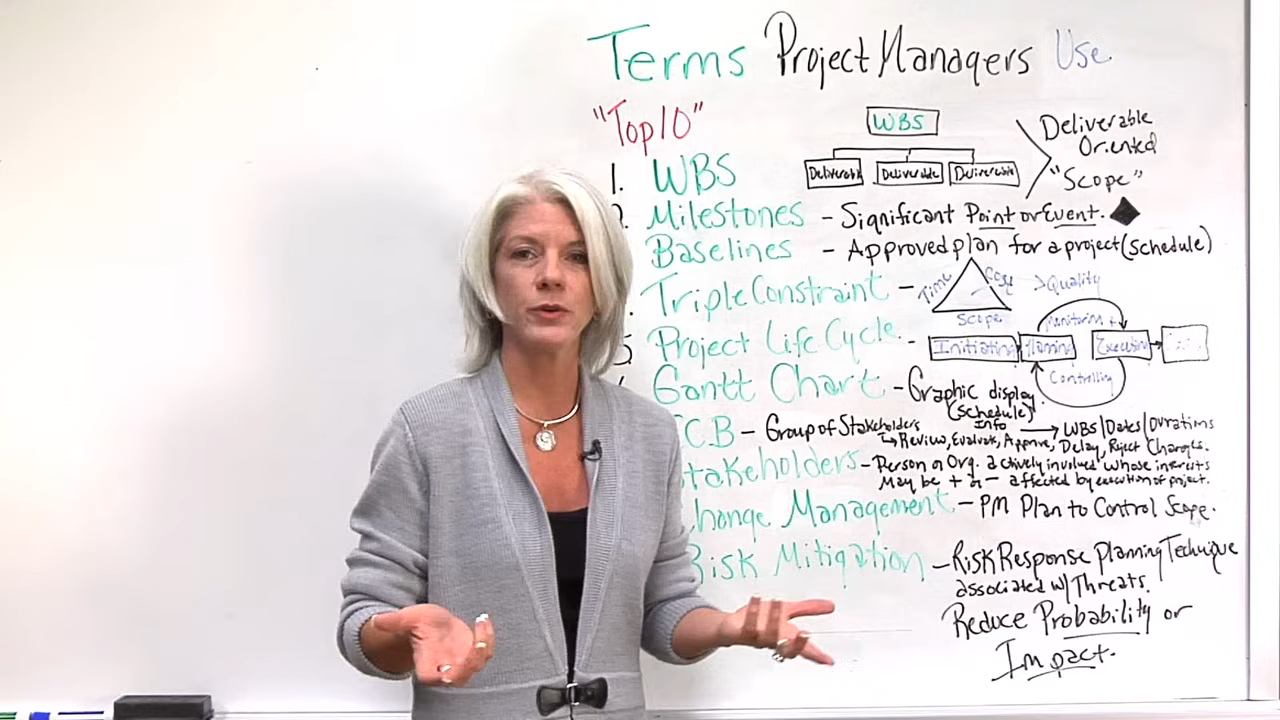 Terms Project Managers Use
"Top 10"
WBS
Deliverable Deliverable Deliverable
Deliverable
Oriented
"Scope"
1. WBS
Milestones - Significant Point or Event.
Baselines - Approved plan for a project (schedule)
Triple Constraint -
Time Cost > Quality
Scope
5 Project Life Cycle -
Initiating Planning Executing
Monitoring +
Controlling
Gantt Chart - Graphic display
(schedule)
Info → WBS/Dates/Durations
CB - Group of Stakeholders
Review, Evaluate, Approve, Delay, Reject Changes.
takeholders - Person or Org. actively involved whose interests
May be + or - affected by execution of project.
hange Management - PM Plan to Control Scope.
Risk Mitigation - Risk Response Planning Technique
associated w/ Threats.
Reduce Probability or
Impact.